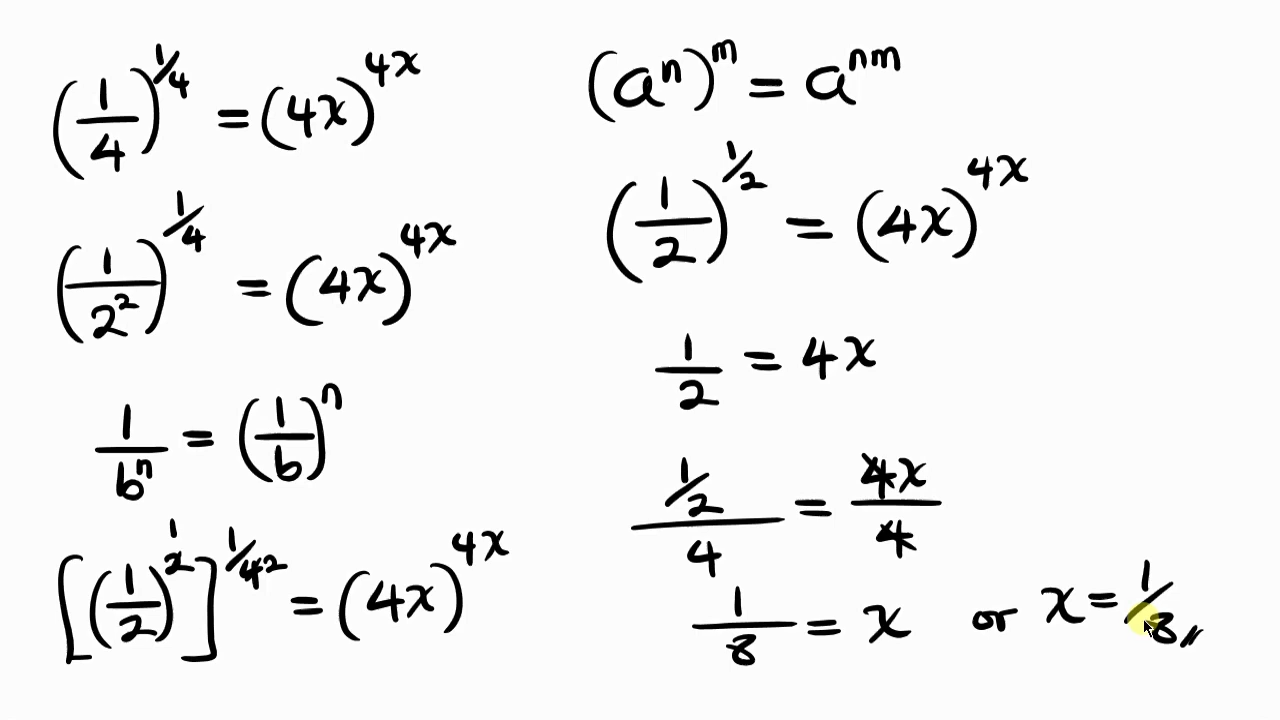 (1/4)^1/4 = (4x)^4x
(1/2²)^1/4 = (4x)^4x
1/bⁿ = (1/b)ⁿ
[(1/2)^2]^1/42 = (4x)^4x
(aⁿ)ᵐ = aⁿᵐ
(1/2)^1/2 = (4x)^4x
1/2 = 4x
(1/2)/4 = 4x/4
1/8 = x or x = 1/8